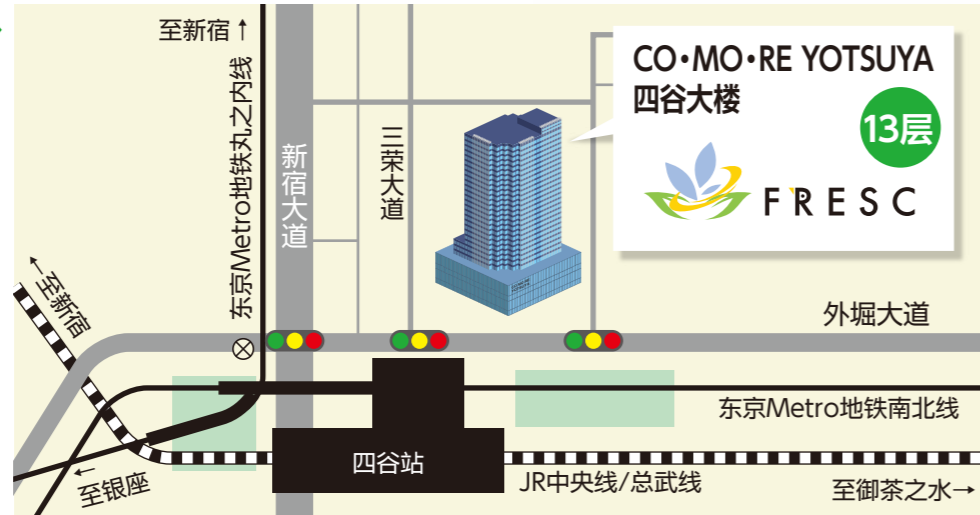 至新宿↑
东京Metro地铁丸之内线
新宿大道
三荣大道
CO•MO•RE YOTSUYA
四谷大楼
13层
FRESC
←至新宿
外堀大道
东京Metro地铁南北线
四谷站
JR中央线/总武线
←
至银座
至御茶之水→